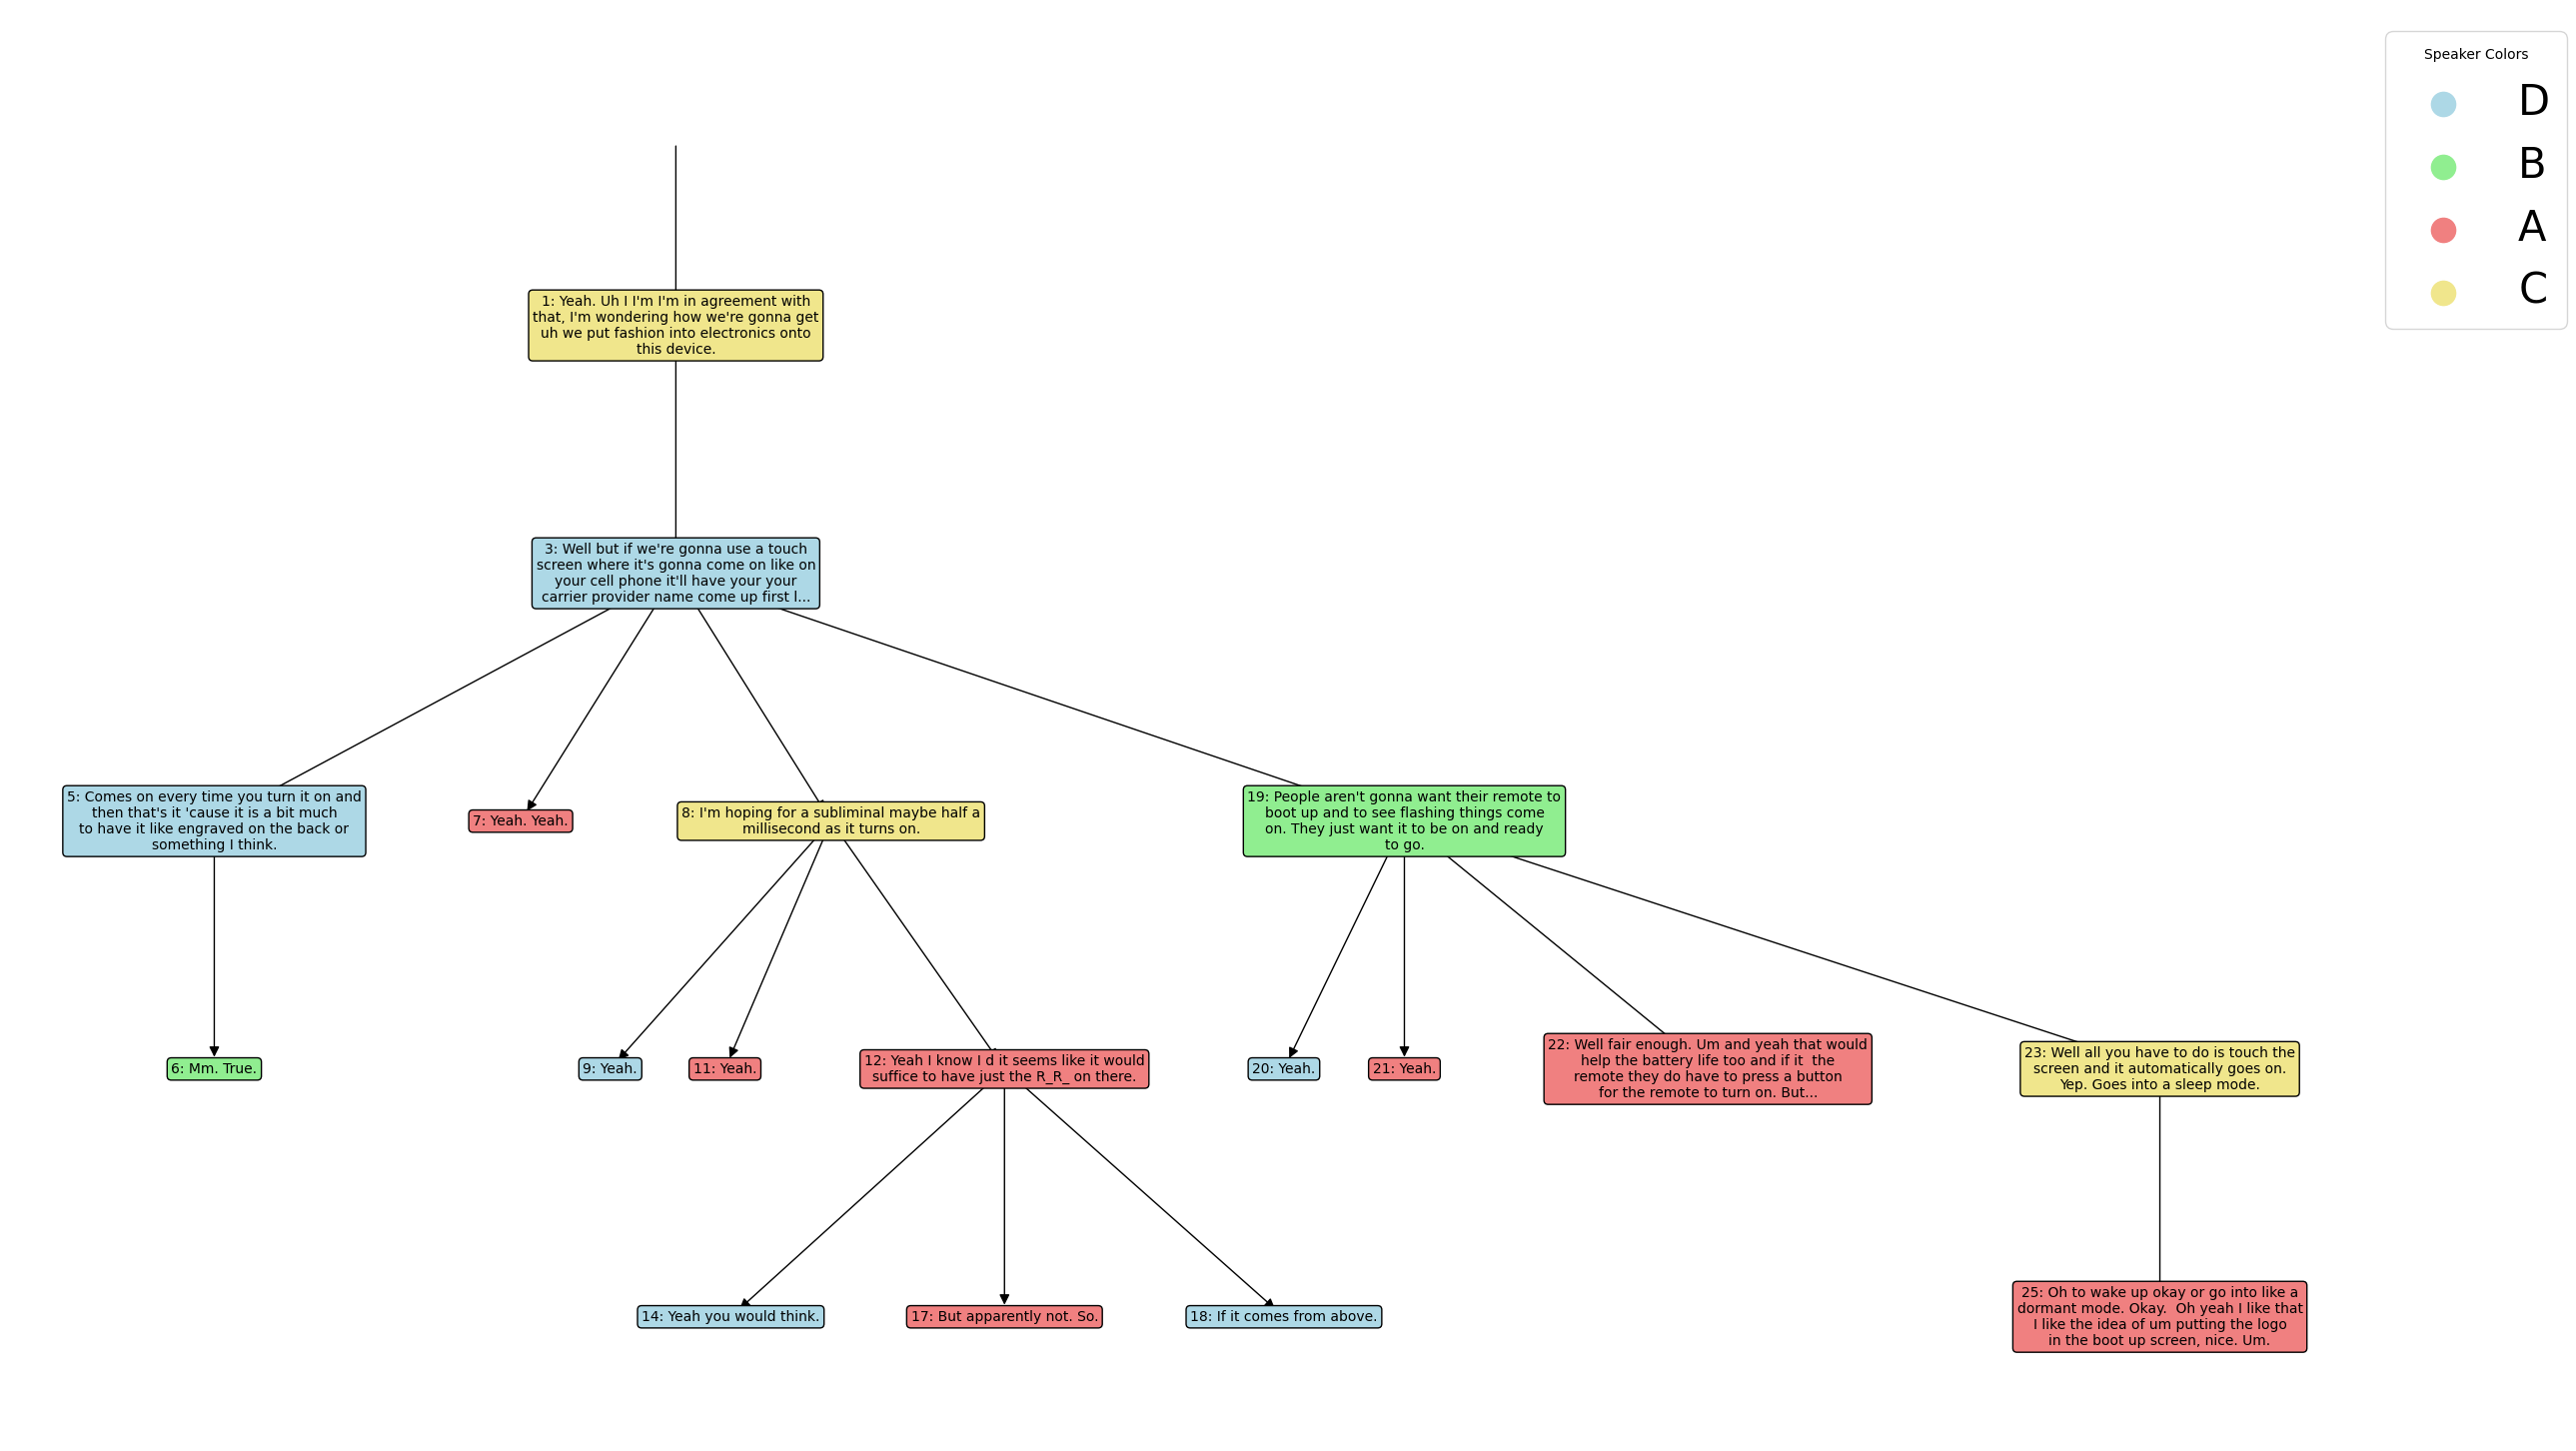 Speaker Colors
D
B
A
C
1: Yeah. Uh I I'm I'm in agreement with
that, I'm wondering how we're gonna get
uh we put fashion into electronics onto
this device.
3: Well but if we're gonna use a touch
screen where it's gonna come on like on
your cell phone it'll have your your
carrier provider name come up first l...
5: Comes on every time you turn it on and
then that's it 'cause it is a bit much
to have it like engraved on the back or
something I think.
7: Yeah. Yeah.
8: I'm hoping for a subliminal maybe half a
millisecond as it turns on.
19: People aren't gonna want their remote to
boot up and to see flashing things come
on. They just want it to be on and ready
to go.
6: Mm. True.
9: Yeah.
11: Yeah.
12: Yeah I know I d it seems like it would
suffice to have just the R_R_ on there.
20: Yeah.
21: Yeah.
22: Well fair enough. Um and yeah that would
help the battery life too and if it  the
remote they do have to press a button
for the remote to turn on. But...
23: Well all you have to do is touch the
screen and it automatically goes on.
Yep. Goes into a sleep mode.
14: Yeah you would think.
17: But apparently not. So.
18: If it comes from above.
25: Oh to wake up okay or go into like a
dormant mode. Okay.  Oh yeah I like that
I like the idea of um putting the logo
in the boot up screen, nice. Um.